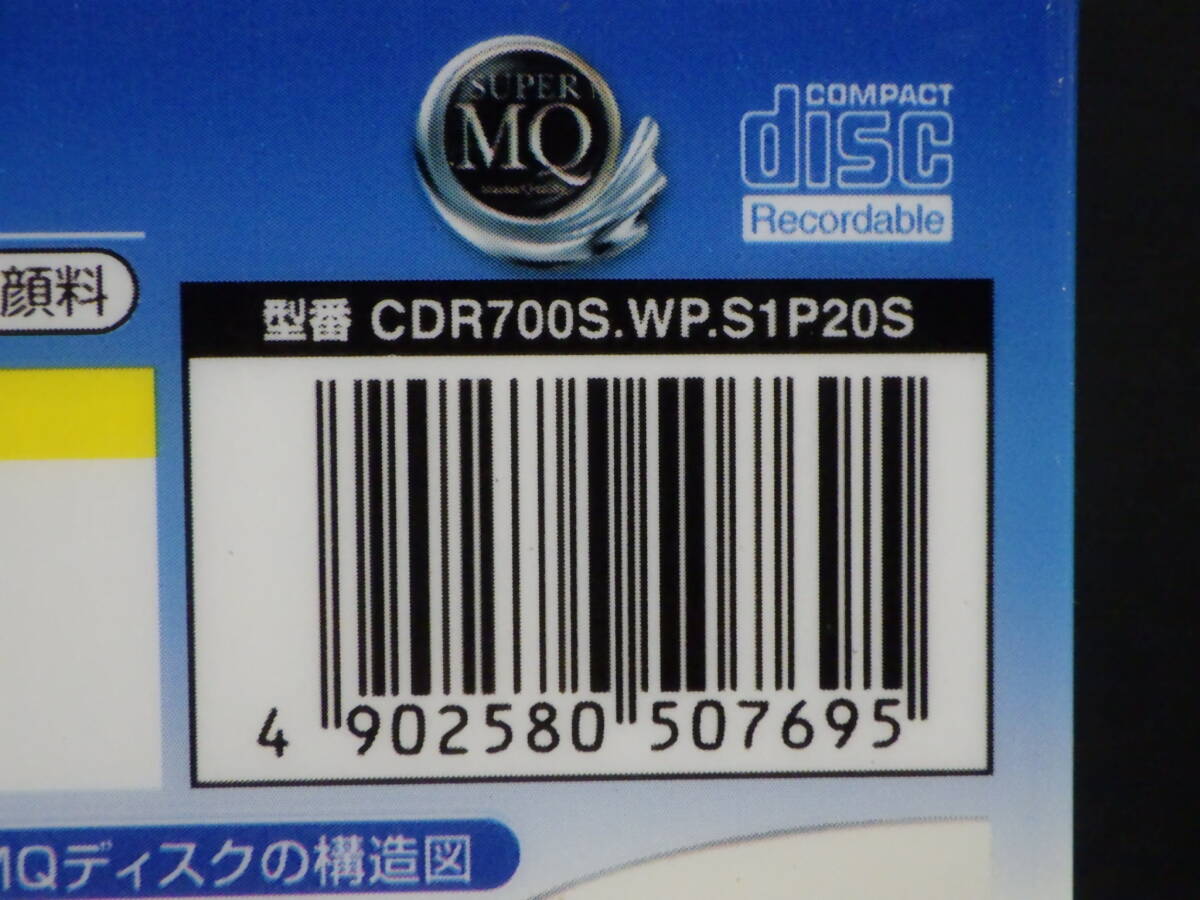 SUPER
MQ
COMPACT
disc
Recordable
顔料
型番 CDR700S.WP.S1P20S
4 902580 507695
MQディスクの構造図